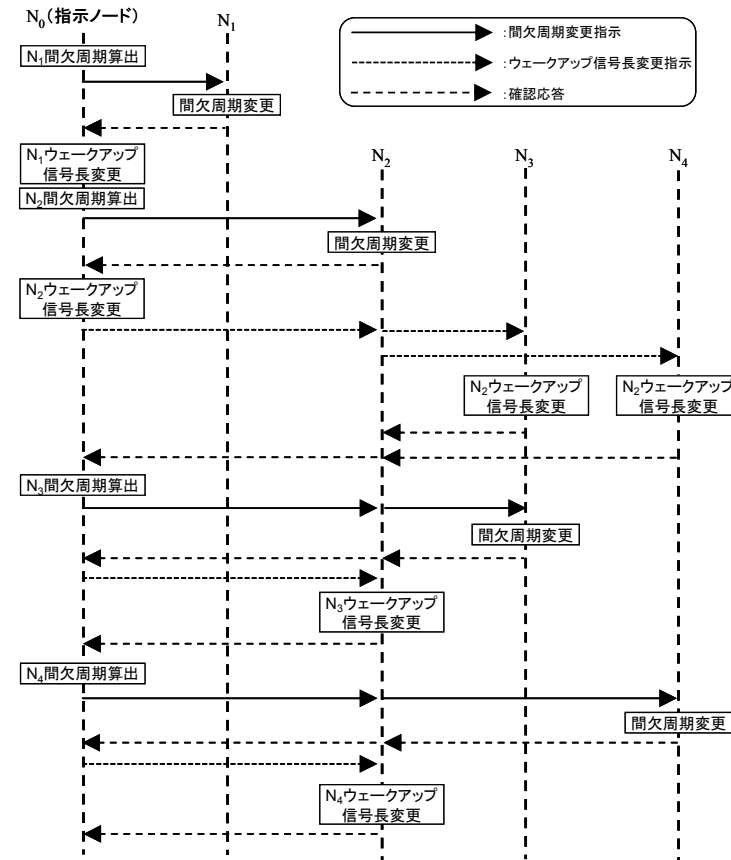 N0(指示ノード)
N1
:間欠周期変更指示
:ウェークアップ信号長変更指示
:確認応答
N1間欠周期算出
間欠周期変更
N1ウェークアップ
信号長変更
N2
N3
N4
N2間欠周期算出
間欠周期変更
N2ウェークアップ
信号長変更
N2ウェークアップ
信号長変更
N2ウェークアップ
信号長変更
N3間欠周期算出
間欠周期変更
N3ウェークアップ
信号長変更
N4間欠周期算出
間欠周期変更
N4ウェークアップ
信号長変更